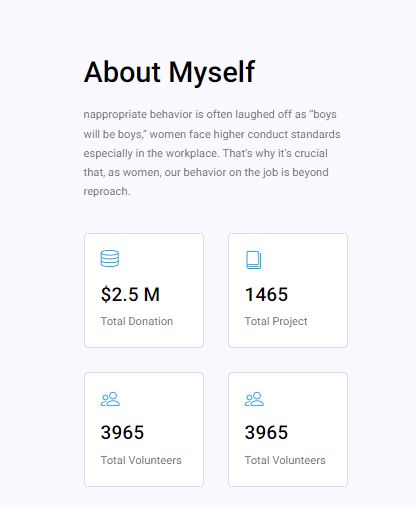 About Myself
nappropriate behavior is often laughed off as “boys
will be boys,” women face higher conduct standards
especially in the workplace. That’s why it’s crucial
that, as women, our behavior on the job is beyond
reproach.
$2.5 M
1465
Total Donation
Total Project
3965
3965
Total Volunteers
Total Volunteers